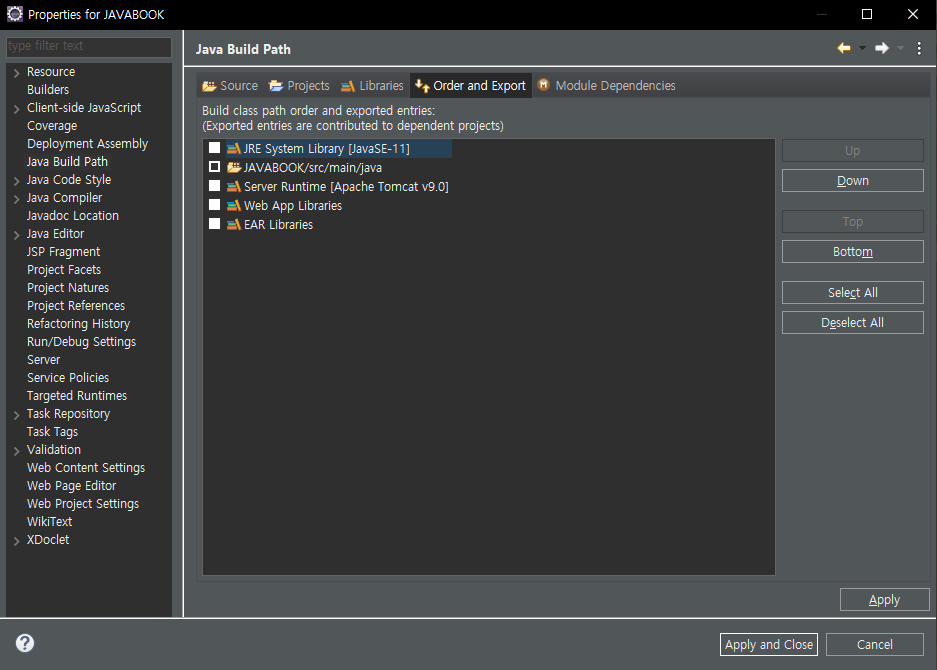 Properties for JAVABOOK
type filter text
Resource
Builders
Client-side JavaScript
Coverage
Deployment Assembly
Java Build Path
Java Code Style
Java Compiler
Javadoc Location
Java Editor
JSP Fragment
Project Facets
Project Natures
Project References
Refactoring History
Run/Debug Settings
Server
Service Policies
Targeted Runtimes
Task Repository
Task Tags
Validation
Web Content Settings
Web Page Editor
Web Project Settings
WikiText
XDoclet
Java Build Path
Source Projects Libraries Order and Export Module Dependencies
Build class path order and exported entries:
(Exported entries are contributed to dependent projects)
JRE System Library [JavaSE-11]
JAVABOOK/src/main/java
Server Runtime [Apache Tomcat v9.0]
Web App Libraries
EAR Libraries
Up
Down
Top
Bottom
Select All
Deselect All
Apply
Apply and Close Cancel